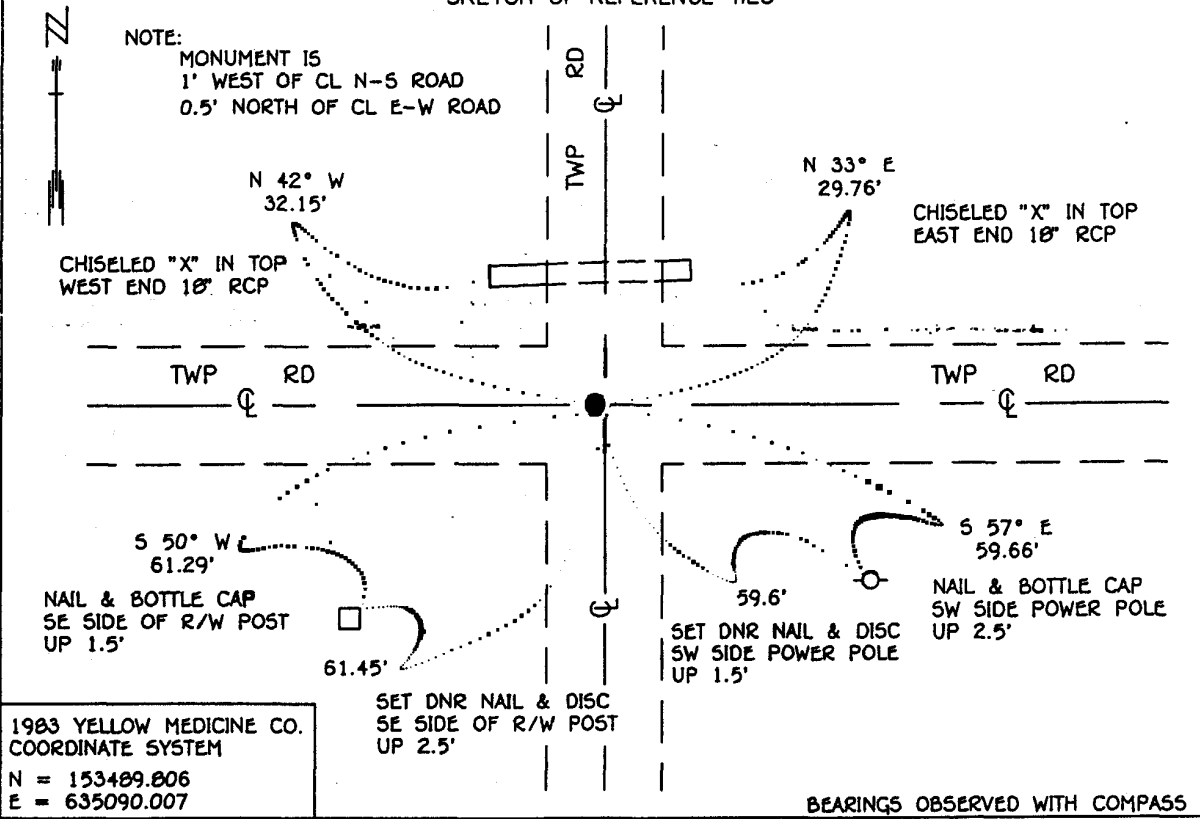 SKETCH OF REFERENCE TIES
N
NOTE:
MONUMENT IS
1' WEST OF CL N-S ROAD
0.5' NORTH OF CL E-W ROAD
TWP RD
CL
N 42° W
32.15'
N 33° E
29.76'
CHISELED "X" IN TOP
EAST END 18" RCP
CHISELED "X" IN TOP
WEST END 18" RCP
TWP RD
CL
TWP RD
CL
S 50° W
61.29'
NAIL & BOTTLE CAP
SE SIDE OF R/W POST
UP 1.5'
61.45'
SET DNR NAIL & DISC
SE SIDE OF R/W POST
UP 2.5'
CL
59.6'
SET DNR NAIL & DISC
SW SIDE POWER POLE
UP 1.5'
S 57° E
59.66'
NAIL & BOTTLE CAP
SW SIDE POWER POLE
UP 2.5'
1983 YELLOW MEDICINE CO.
COORDINATE SYSTEM
N = 153489.806
E = 635090.007
BEARINGS OBSERVED WITH COMPASS